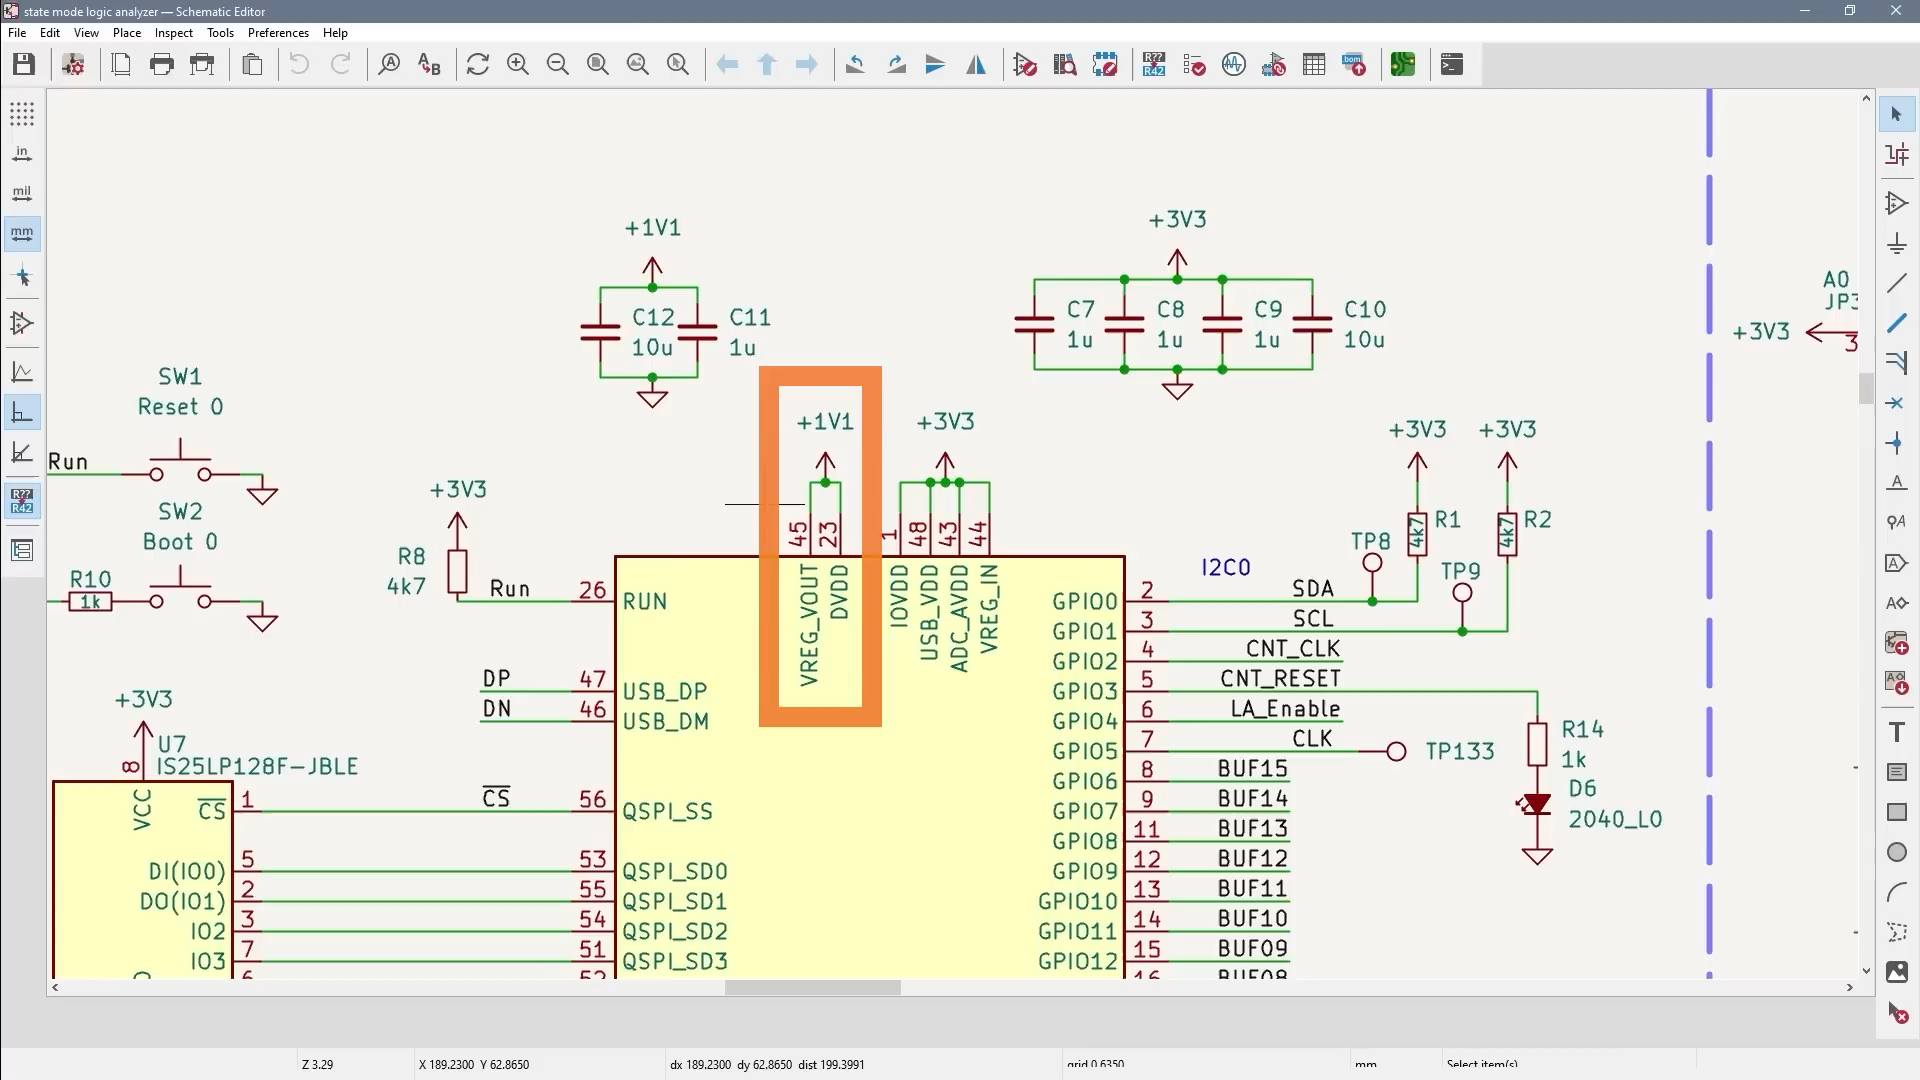 state mode logic analyzer — Schematic Editor
File Edit View Place Inspect Tools Preferences Help
in
mil
mm
R??
R42
+1V1
C12
10u
C11
1u
+3V3
C7
1u
C8
1u
C9
1u
C10
10u
A0
JP3
+3V3
3
SW1
Reset 0
Run
SW2
Boot 0
R10
1k
+3V3
R8
4k7
Run
+1V1
+3V3
45
23
1
48
43
44
VREG_VOUT
DVDD
IOVDD
USB_VDD
ADC_AVDD
VREG_IN
+3V3
+3V3
R1
4k7
R2
4k7
TP8
TP9
I2C0
26 RUN
DP 47 USB_DP
DN 46 USB_DM
CS 56 QSPI_SS
53 QSPI_SD0
55 QSPI_SD1
54 QSPI_SD2
51 QSPI_SD3
52
+3V3
U7
IS25LP128F-JBLE
8
VCC
CS 1
DI(IO0) 5
DO(IO1) 2
IO2 3
IO3 7
6
GPIO0 2 SDA
GPIO1 3 SCL
GPIO2 4 CNT_CLK
GPIO3 5 CNT_RESET
GPIO4 6 LA_Enable
GPIO5 7 CLK
TP133
GPIO6 8 BUF15
GPIO7 9 BUF14
GPIO8 11 BUF13
GPIO9 12 BUF12
GPIO10 13 BUF11
GPIO11 14 BUF10
GPIO12 15 BUF09
16 BUF08
R14
1k
D6
2040_L0
Z 3.29
X 189.2300 Y 62.8650
dx 189.2300 dy 62.8650 dist 199.3991
grid 0.6350
mm
Select item(s)